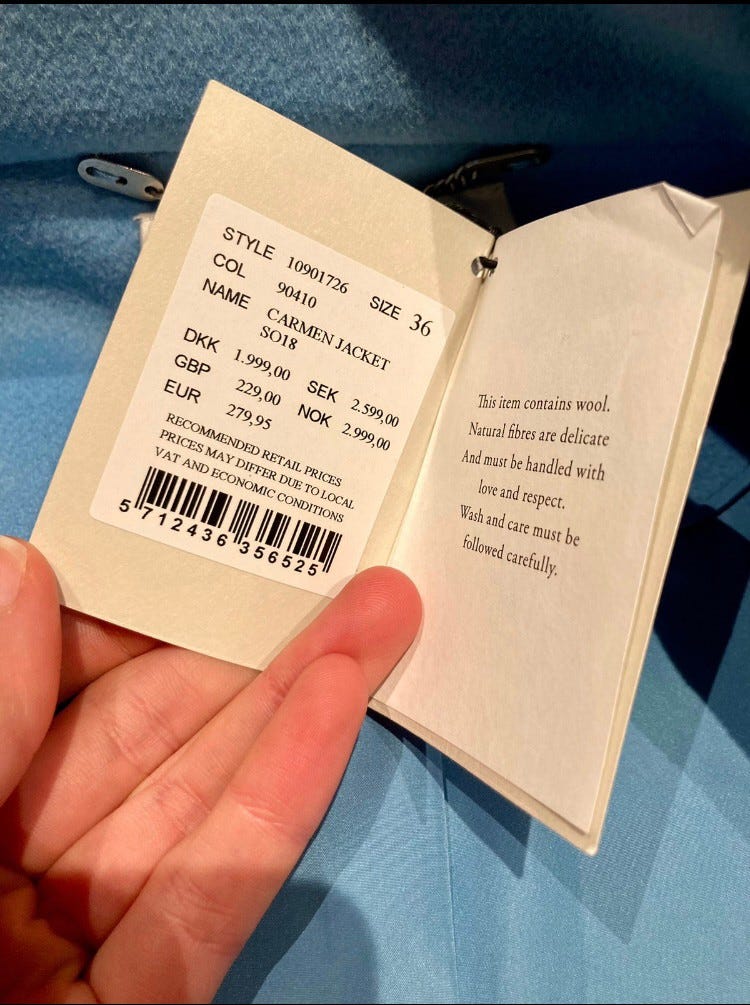 STYLE 10901726 SIZE 36
COL 90410
NAME CARMEN JACKET
SO18
DKK 1.999,00 SEK 2.599,00
GBP 229,00 NOK 2.999,00
EUR 279,95
RECOMMENDED RETAIL PRICES
PRICES MAY DIFFER DUE TO LOCAL
VAT AND ECONOMIC CONDITIONS
5 712436 356525
This item contains wool.
Natural fibres are delicate
And must be handled with
love and respect.
Wash and care must be
followed carefully.